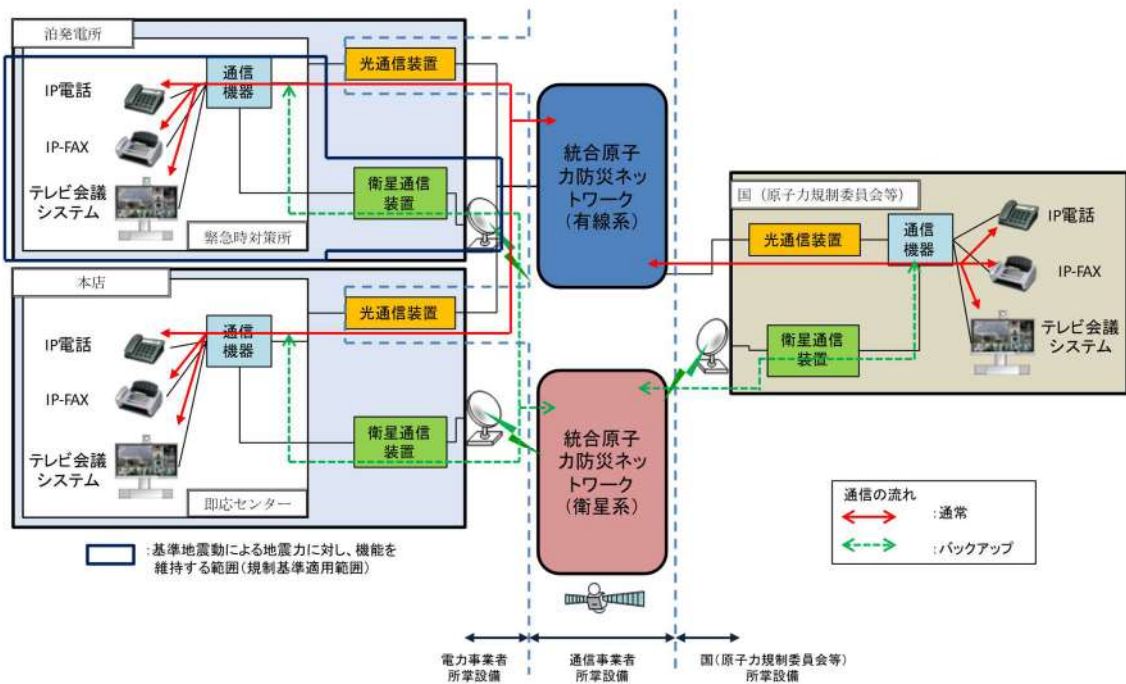 泊発電所
光通信装置
通信
機器
IP電話
IP-FAX
テレビ会議
システム
衛星通信
装置
緊急時対策所
本店
光通信装置
通信
機器
IP電話
IP-FAX
テレビ会議
システム
衛星通信
装置
即応センター
統合原子
力防災ネッ
トワーク
(有線系)
統合原子
力防災ネッ
トワーク
(衛星系)
国(原子力規制委員会等)
光通信装置
通信
機器
IP電話
IP-FAX
テレビ会議
システム
衛星通信
装置
通信の流れ
:通常
:バックアップ
:基準地震動による地震力に対し、機能を
維持する範囲(規制基準適用範囲)
電力事業者
所掌設備
通信事業者
所掌設備
国(原子力規制委員会等)
所掌設備